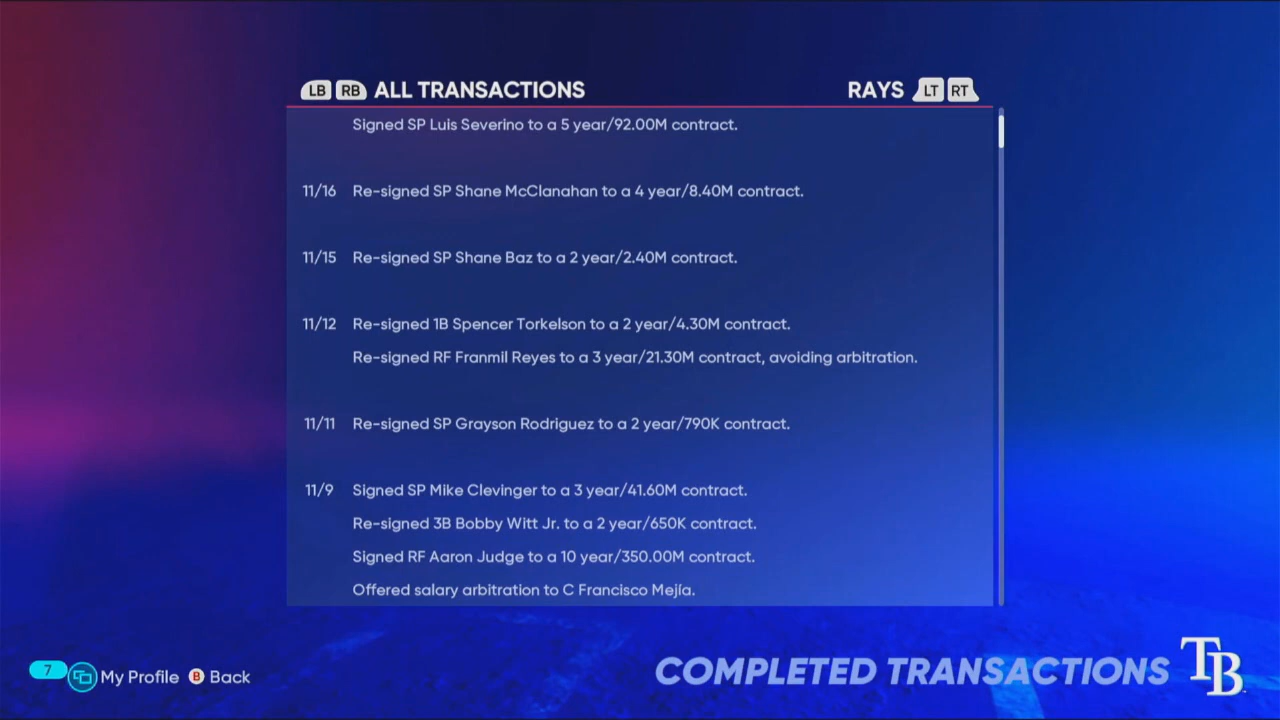 LB RB ALL TRANSACTIONS RAYS LT RT
Signed SP Luis Severino to a 5 year/92.00M contract.
11/16 Re-signed SP Shane McClanahan to a 4 year/8.40M contract.
11/15 Re-signed SP Shane Baz to a 2 year/2.40M contract.
11/12 Re-signed 1B Spencer Torkelson to a 2 year/4.30M contract.
Re-signed RF Franmil Reyes to a 3 year/21.30M contract, avoiding arbitration.
11/11 Re-signed SP Grayson Rodriguez to a 2 year/790K contract.
11/9 Signed SP Mike Clevinger to a 3 year/41.60M contract.
Re-signed 3B Bobby Witt Jr. to a 2 year/650K contract.
Signed RF Aaron Judge to a 10 year/350.00M contract.
Offered salary arbitration to C Francisco Mejía.
7 My Profile B Back
COMPLETED TRANSACTIONS TB